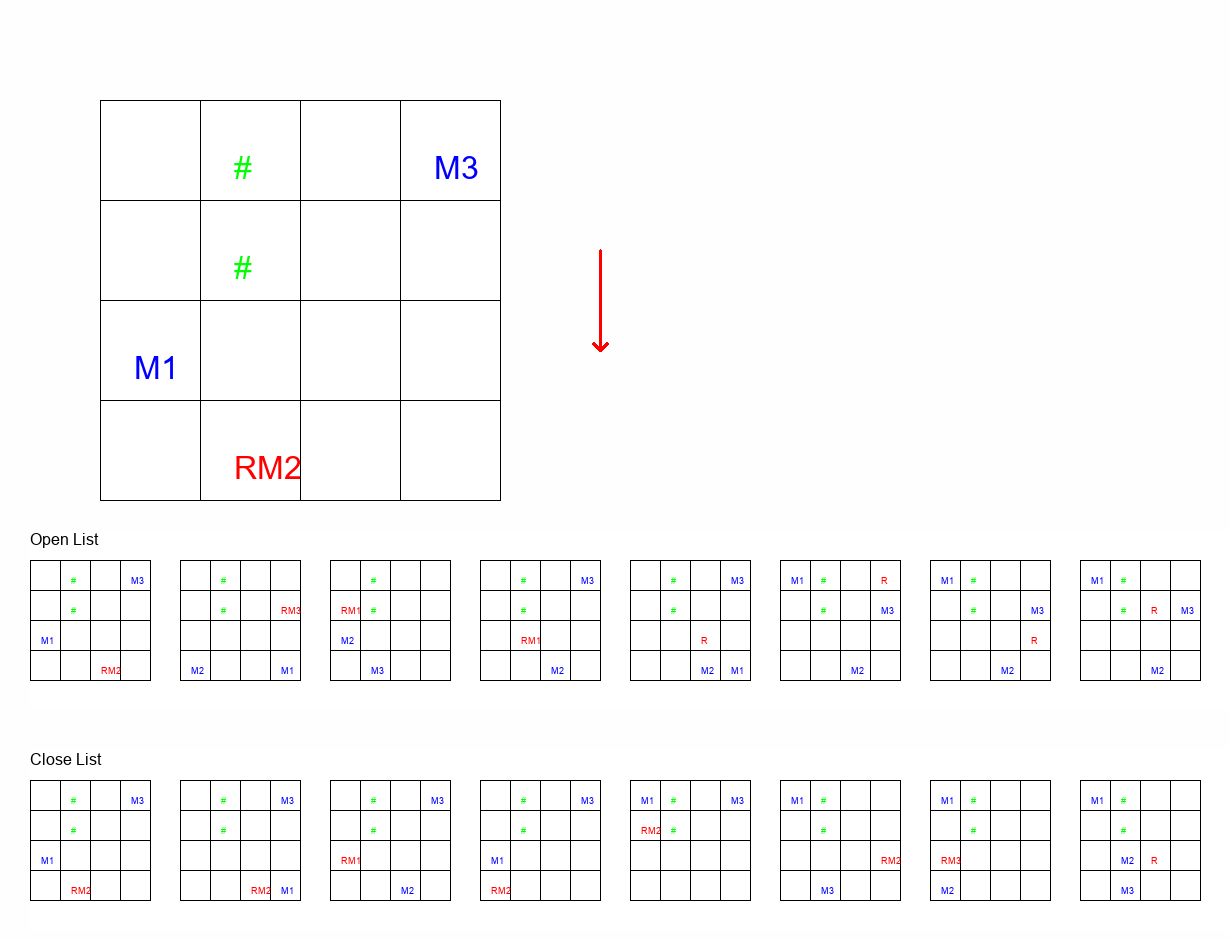 # M3
#
M1
RM2
Open List
# M3 # # # M3 # M3 M1 # R M1 # M1 #
# # RM3 RM1 # # # # M3 # M3 # R M3
M1 M2 RM1 R R
RM2 M2 M1 M3 M2 M2 M1 M2 M2 M2
Close List
# M3 # M3 # M3 # M3 M1 # M3 M1 # M1 # M1 #
# # # # RM2 # # # #
M1 RM1 M1 RM2 RM3 M2 R
RM2 RM2 M1 M2 RM2 M3 M2 M3